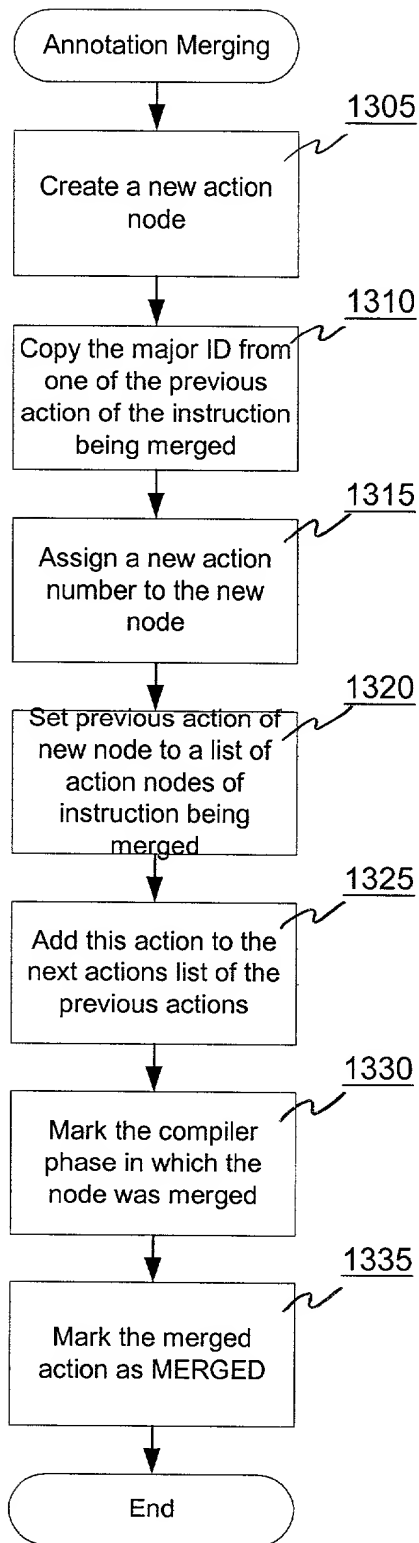 Annotation Merging
1305
Create a new action
node
1310
Copy the major ID from
one of the previous
action of the instruction
being merged
1315
Assign a new action
number to the new
node
1320
Set previous action of
new node to a list of
action nodes of
instruction being
merged
1325
Add this action to the
next actions list of the
previous actions
1330
Mark the compiler
phase in which the
node was merged
1335
Mark the merged
action as MERGED
End